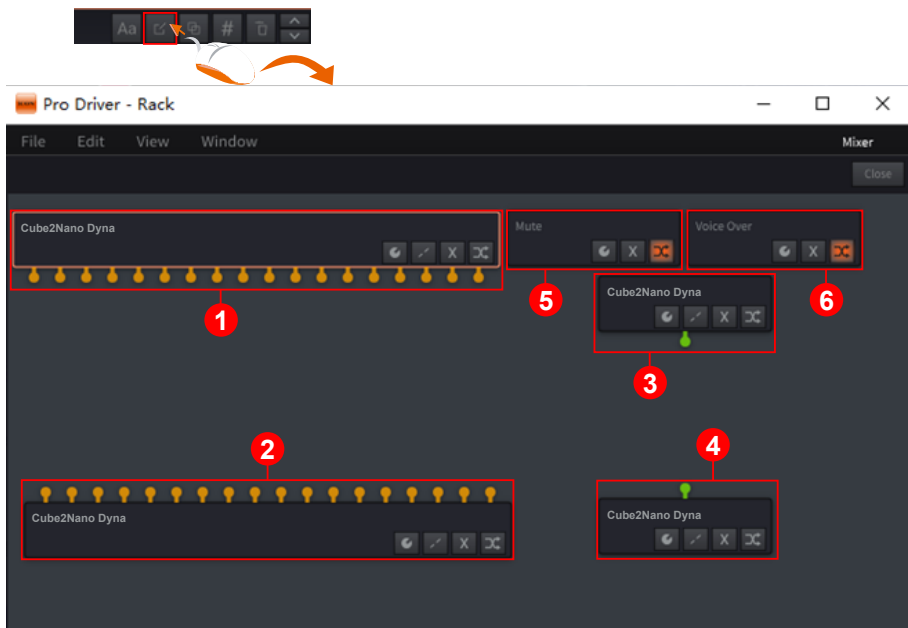 Aa #
Pro Driver - Rack
File Edit View Window Mixer
Close
Cube2Nano Dyna
X
Mute
X
Voice Over
X
1
5
6
Cube2Nano Dyna
X
3
2
4
Cube2Nano Dyna
X
Cube2Nano Dyna
X